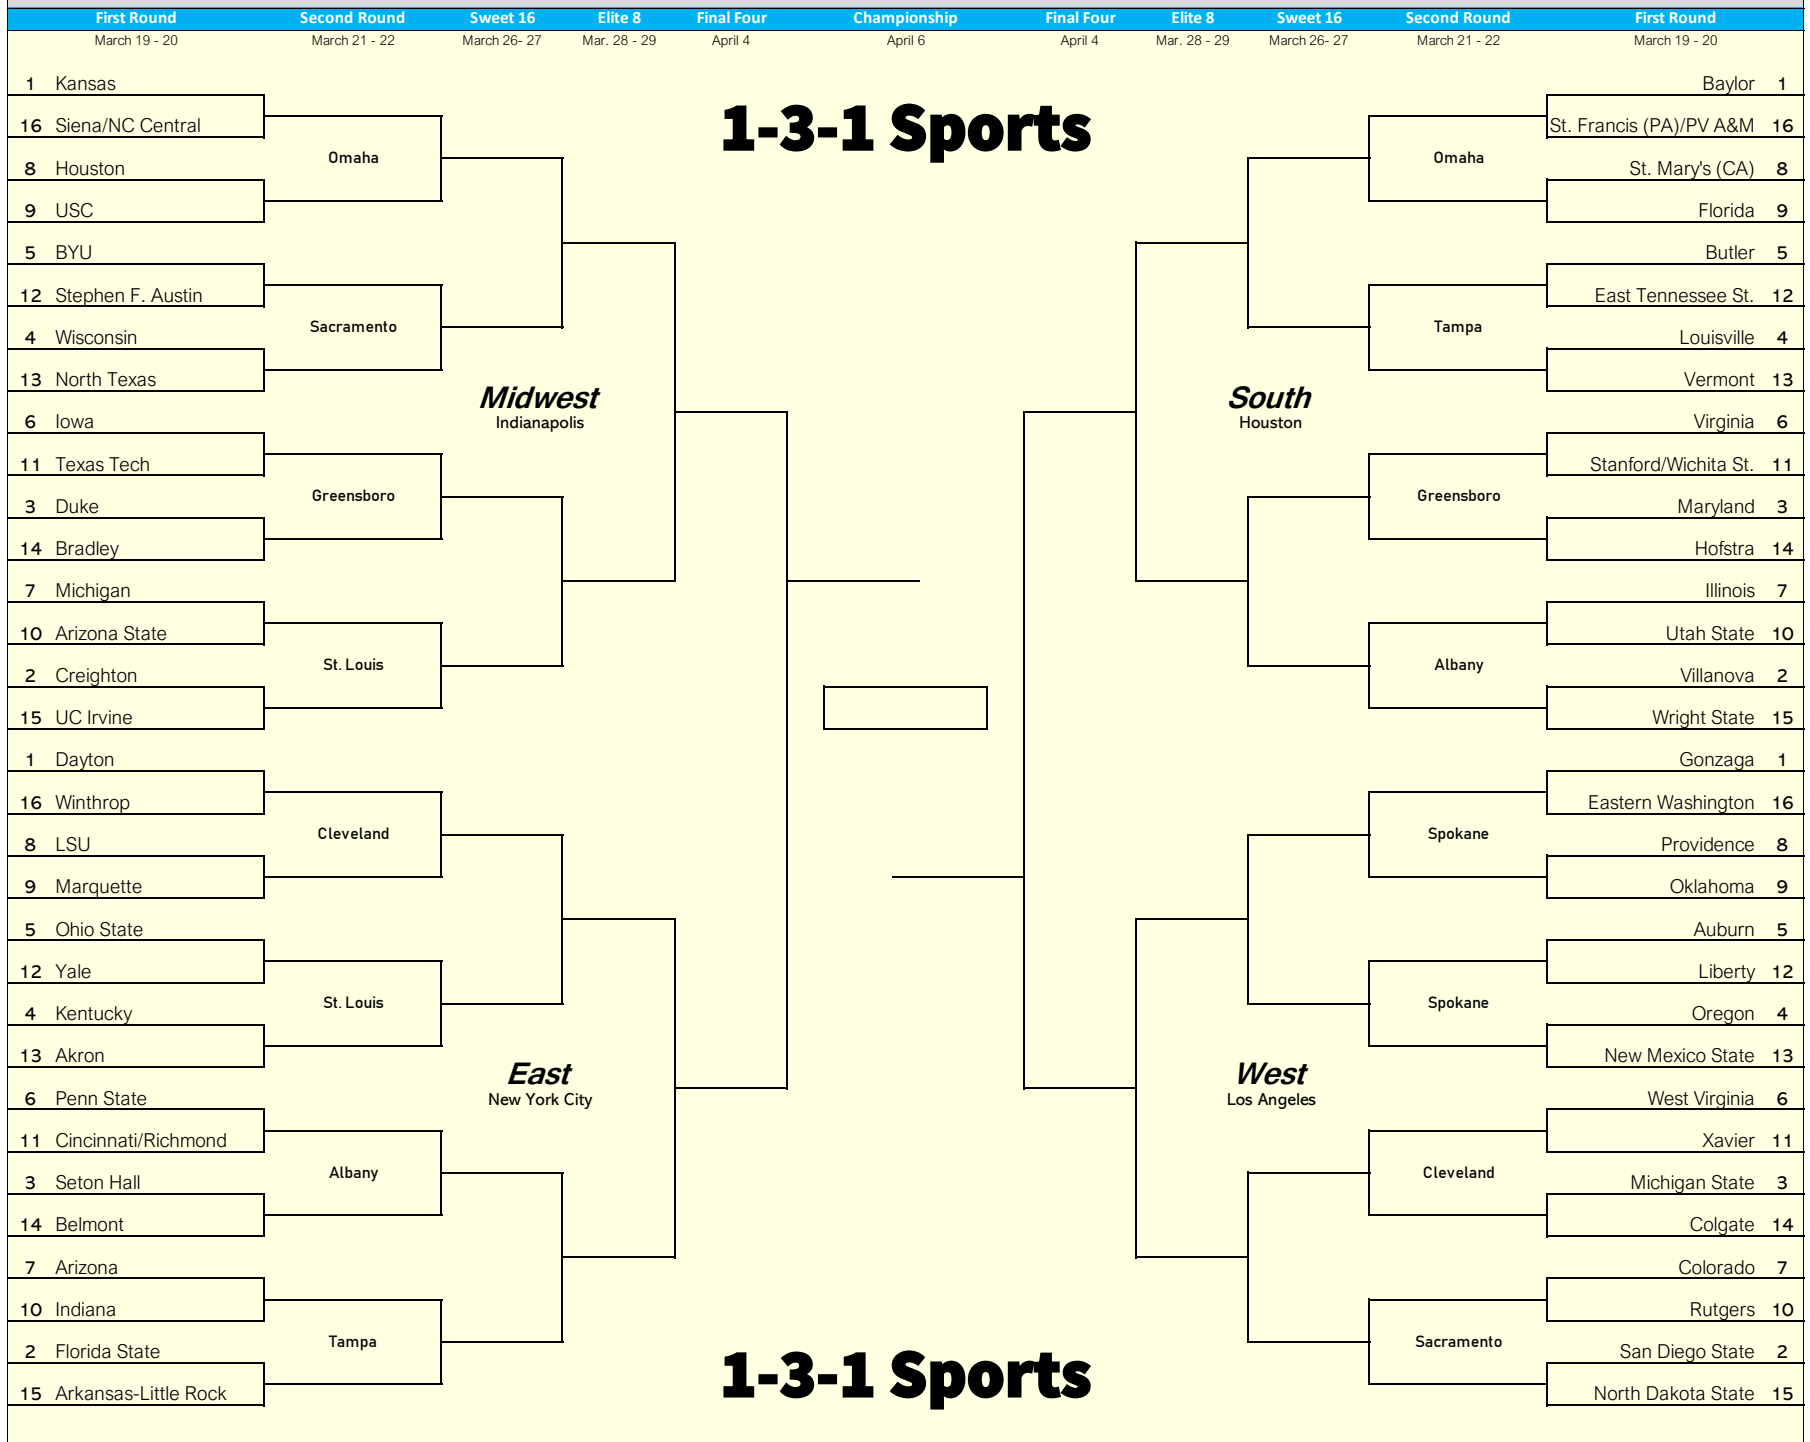 First Round Second Round Sweet 16 Elite 8 Final Four Championship Final Four Elite 8 Sweet 16 Second Round First Round
March 19 - 20 March 21 - 22 March 26- 27 Mar. 28 - 29 April 4 April 6 April 4 Mar. 28 - 29 March 26- 27 March 21 - 22 March 19 - 20
1-3-1 Sports
1 Kansas
16 Siena/NC Central
Omaha
8 Houston
9 USC
5 BYU
12 Stephen F. Austin
Sacramento
4 Wisconsin
13 North Texas
Midwest
Indianapolis
6 Iowa
11 Texas Tech
Greensboro
3 Duke
14 Bradley
7 Michigan
10 Arizona State
St. Louis
2 Creighton
15 UC Irvine
1 Dayton
16 Winthrop
Cleveland
8 LSU
9 Marquette
5 Ohio State
12 Yale
St. Louis
4 Kentucky
13 Akron
East
New York City
6 Penn State
11 Cincinnati/Richmond
Albany
3 Seton Hall
14 Belmont
7 Arizona
10 Indiana
Tampa
2 Florida State
15 Arkansas-Little Rock
Baylor 1
St. Francis (PA)/PV A&M 16
Omaha
St. Mary's (CA) 8
Florida 9
Butler 5
East Tennessee St. 12
Tampa
Louisville 4
Vermont 13
South
Houston
Virginia 6
Stanford/Wichita St. 11
Greensboro
Maryland 3
Hofstra 14
Illinois 7
Utah State 10
Albany
Villanova 2
Wright State 15
Gonzaga 1
Eastern Washington 16
Spokane
Providence 8
Oklahoma 9
Auburn 5
Liberty 12
Spokane
Oregon 4
New Mexico State 13
West
Los Angeles
West Virginia 6
Xavier 11
Cleveland
Michigan State 3
Colgate 14
Colorado 7
Rutgers 10
Sacramento
San Diego State 2
North Dakota State 15
1-3-1 Sports